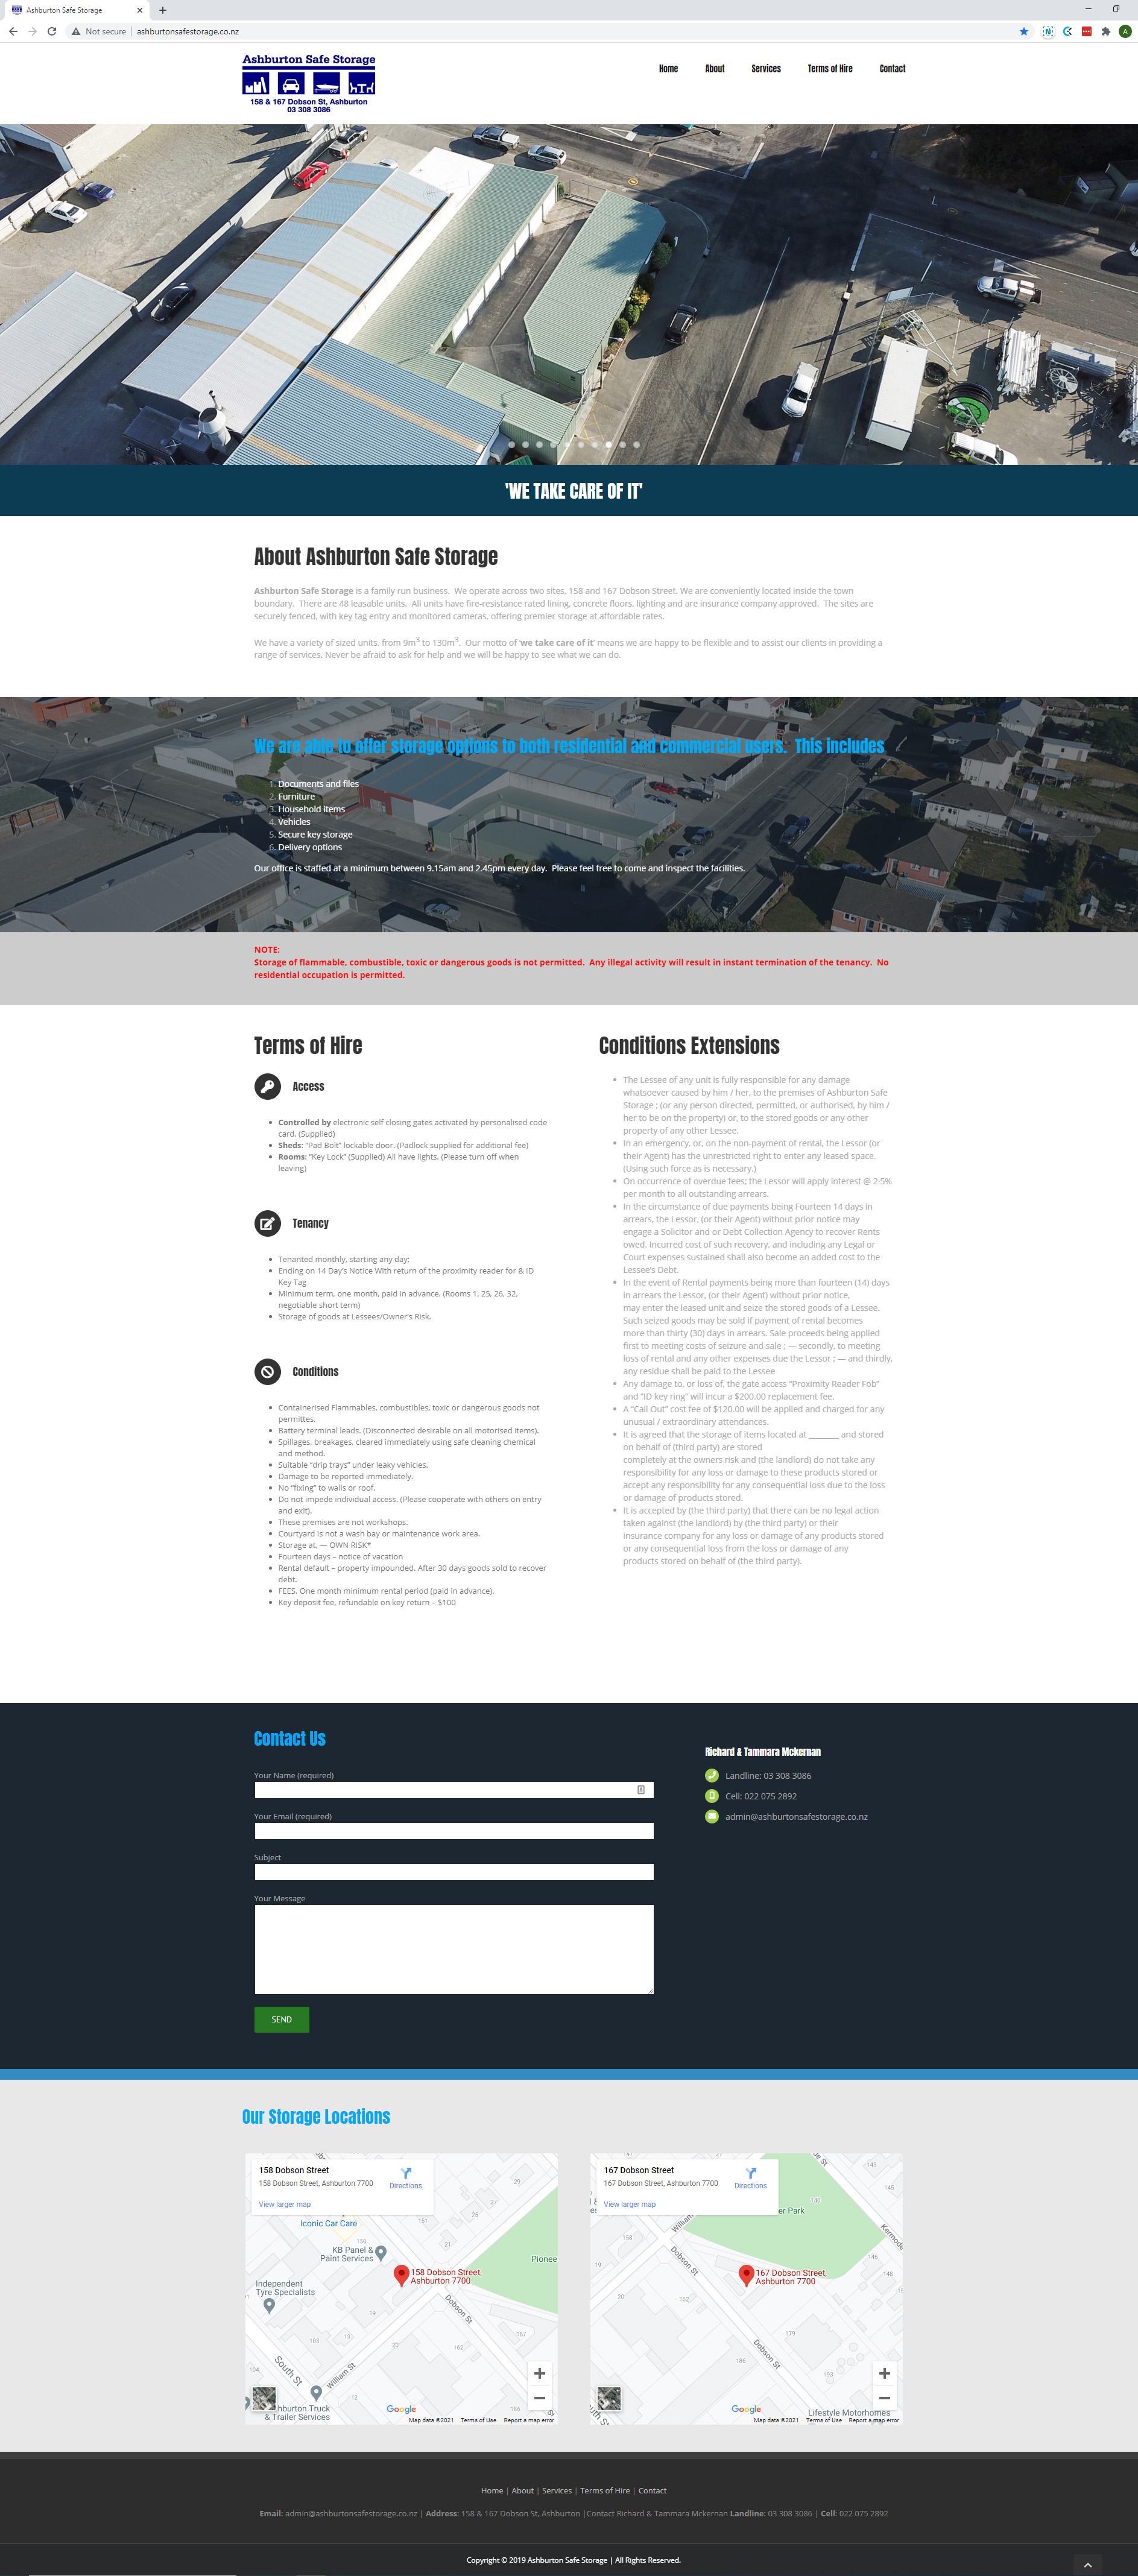 Ashburton Safe Storage
Not secure | ashburtonsafestorage.co.nz
A
Ashburton Safe Storage
158 & 167 Dobson St, Ashburton
03 308 3086
Home About Services Terms of Hire Contact
'WE TAKE CARE OF IT'
About Ashburton Safe Storage
Ashburton Safe Storage is a family run business.  We operate across two sites, 158 and 167 Dobson Street. We are conveniently located inside the town
boundary.  There are 48 leasable units.  All units have fire-resistance rated lining, concrete floors, lighting and are insurance company approved.  The sites are
securely fenced, with key tag entry and monitored cameras, offering premier storage at affordable rates.
We have a variety of sized units, from 9m3 to 130m3.  Our motto of 'we take care of it' means we are happy to be flexible and to assist our clients in providing a
range of services. Never be afraid to ask for help and we will be happy to see what we can do.
We are able to offer storage options to both residential and commercial users.  This includes
1. Documents and files
2. Furniture
3. Household items
4. Vehicles
5. Secure key storage
6. Delivery options
Our office is staffed at a minimum between 9.15am and 2.45pm every day.  Please feel free to come and inspect the facilities.
NOTE:
Storage of flammable, combustible, toxic or dangerous goods is not permitted.  Any illegal activity will result in instant termination of the tenancy.  No
residential occupation is permitted.
Terms of Hire
Access
• Controlled by electronic self closing gates activated by personalised code
card. (Supplied)
• Sheds: “Pad Bolt” lockable door. (Padlock supplied for additional fee)
• Rooms: “Key Lock” (Supplied) All have lights. (Please turn off when
leaving)
Tenancy
• Tenanted monthly, starting any day:
• Ending on 14 Day’s Notice With return of the proximity reader for & ID
Key Tag
• Minimum term, one month, paid in advance. (Rooms 1, 25, 26, 32,
negotiable short term)
• Storage of goods at Lessees/Owner’s Risk.
Conditions
• Containerised Flammables, combustibles, toxic or dangerous goods not
permittes.
• Battery terminal leads. (Disconnected desirable on all motorised items).
• Spillages, breakages, cleared immediately using safe cleaning chemical
and method.
• Suitable “drip trays” under leaky vehicles.
• Damage to be reported immediately.
• No “fixing” to walls or roof.
• Do not impede individual access. (Please cooperate with others on entry
and exit).
• These premises are not workshops.
• Courtyard is not a wash bay or maintenance work area.
• Storage at, — OWN RISK*
• Fourteen days – notice of vacation
• Rental default – property impounded. After 30 days goods sold to recover
debt.
• FEES. One month minimum rental period (paid in advance).
• Key deposit fee, refundable on key return – $100
Conditions Extensions
• The Lessee of any unit is fully responsible for any damage
whatsoever caused by him / her, to the premises of Ashburton Safe
Storage ; (or any person directed, permitted, or authorised, by him /
her to be on the property) or, to the stored goods or any other
property of any other Lessee.
• In an emergency, or, on the non-payment of rental, the Lessor (or
their Agent) has the unrestricted right to enter any leased space.
(Using such force as is necessary.)
• On occurrence of overdue fees; the Lessor will apply interest @ 2·5%
per month to all outstanding arrears.
• In the circumstance of due payments being Fourteen 14 days in
arrears, the Lessor, (or their Agent) without prior notice may
engage a Solicitor and or Debt Collection Agency to recover Rents
owed. Incurred cost of such recovery, and including any Legal or
Court expenses sustained shall also become an added cost to the
Lessee’s Debt.
• In the event of Rental payments being more than fourteen (14) days
in arrears the Lessor, (or their Agent) without prior notice,
may enter the leased unit and seize the stored goods of a Lessee.
Such seized goods may be sold if payment of rental becomes
more than thirty (30) days in arrears. Sale proceeds being applied
first to meeting costs of seizure and sale ; — secondly, to meeting
loss of rental and any other expenses due the Lessor ; — and thirdly,
any residue shall be paid to the Lessee
• Any damage to, or loss of, the gate access “Proximity Reader Fob”
and “ID key ring” will incur a $200.00 replacement fee.
• A “Call Out” cost fee of $120.00 will be applied and charged for any
unusual / extraordinary attendances.
• It is agreed that the storage of items located at ________ and stored
on behalf of (third party) are stored
completely at the owners risk and (the landlord) do not take any
responsibility for any loss or damage to these products stored or
accept any responsibility for any consequential loss due to the loss
or damage of products stored.
• It is accepted by (the third party) that there can be no legal action
taken against (the landlord) by (the third party) or their
insurance company for any loss or damage of any products stored
or any consequential loss from the loss or damage of any
products stored on behalf of (the third party).
Contact Us
Your Name (required)
Your Email (required)
Subject
Your Message
SEND
Richard & Tammara Mckernan
Landline: 03 308 3086
Cell: 022 075 2892
admin@ashburtonsafestorage.co.nz
Our Storage Locations
158 Dobson Street
158 Dobson Street, Ashburton 7700
Directions
View larger map
Iconic Car Care
KB Panel &
Paint Services
Independent
Tyre Specialists
158 Dobson Street,
Ashburton 7700
Pionee
Dobson St
South St
William St
hburton Truck
& Trailer Services
29
27
25
181
150
21
19
103
13
12
20
162
167
186
104
Google
Map data ©2021 Terms of Use Report a map error
167 Dobson Street
167 Dobson Street, Ashburton 7700
Directions
View larger map
er Park
Kermode
William
Dobson St
167 Dobson Street,
Ashburton 7700
Dobson St
Lifestyle Motorhomes
143
145
140
146
148
158
19
20
162
186
193
Google
Map data ©2021 Terms of Use Report a map error
Home | About | Services | Terms of Hire | Contact
Email: admin@ashburtonsafestorage.co.nz | Address: 158 & 167 Dobson St, Ashburton |Contact Richard & Tammara Mckernan Landline: 03 308 3086 | Cell: 022 075 2892
Copyright © 2019 Ashburton Safe Storage | All Rights Reserved.